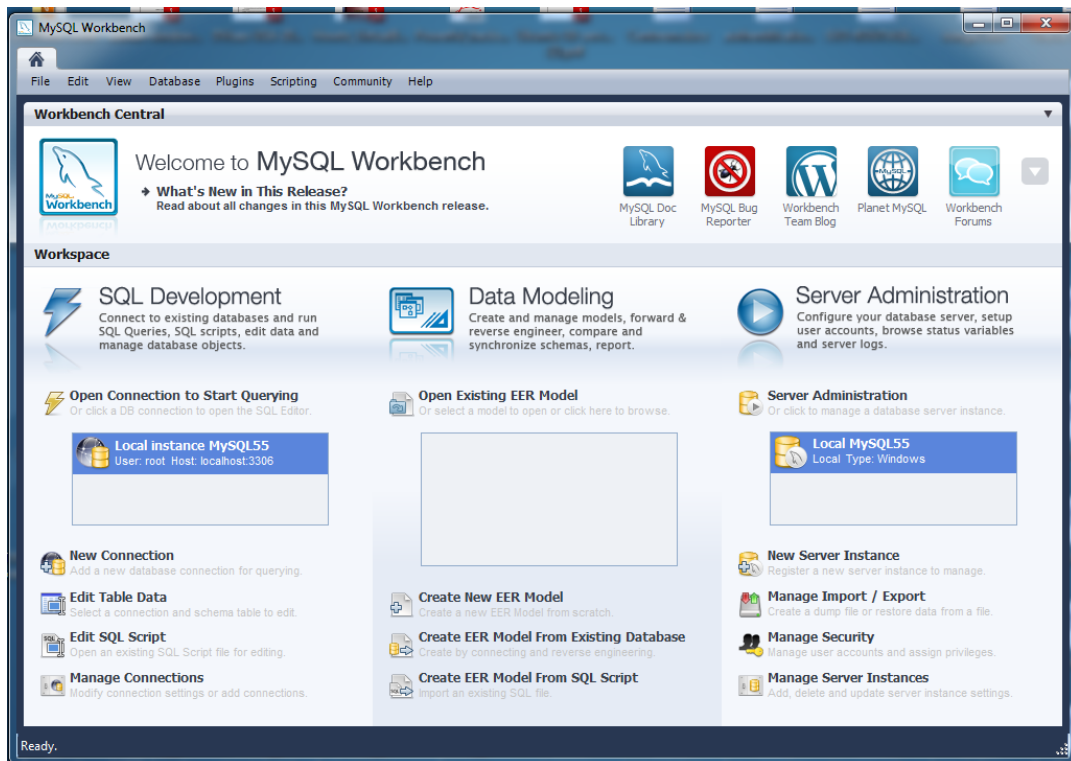 MySQL Workbench
File Edit View Database Plugins Scripting Community Help
Workbench Central
MySQL
Workbench
Welcome to MySQL Workbench
What's New in This Release?
Read about all changes in this MySQL Workbench release.
MySQL Doc
Library
MySQL Bug
Reporter
Workbench
Team Blog
MySQL
Planet MySQL
Workbench
Forums
Workspace
SQL Development
Connect to existing databases and run
SQL Queries, SQL scripts, edit data and
manage database objects.
Data Modeling
Create and manage models, forward &
reverse engineer, compare and
synchronize schemas, report.
Server Administration
Configure your database server, setup
user accounts, browse status variables
and server logs.
Open Connection to Start Querying
Or click a DB connection to open the SQL Editor.
Local instance MySQL55
User: root Host: localhost:3306
New Connection
Add a new database connection for querying.
Edit Table Data
Select a connection and schema table to edit.
SQL
Edit SQL Script
Open an existing SQL Script file for editing.
Manage Connections
Modify connection settings or add connections.
Open Existing EER Model
Or select a model to open or click here to browse.
Create New EER Model
Create a new EER Model from scratch.
Create EER Model From Existing Database
Create by connecting and reverse engineering.
Create EER Model From SQL Script
Import an existing SQL file.
Server Administration
Or click to manage a database server instance.
Local MySQL55
Local Type: Windows
New Server Instance
Register a new server instance to manage.
Manage Import / Export
Create a dump file or restore data from a file.
Manage Security
Manage user accounts and assign privileges.
Manage Server Instances
Add, delete and update server instance settings.
Ready.